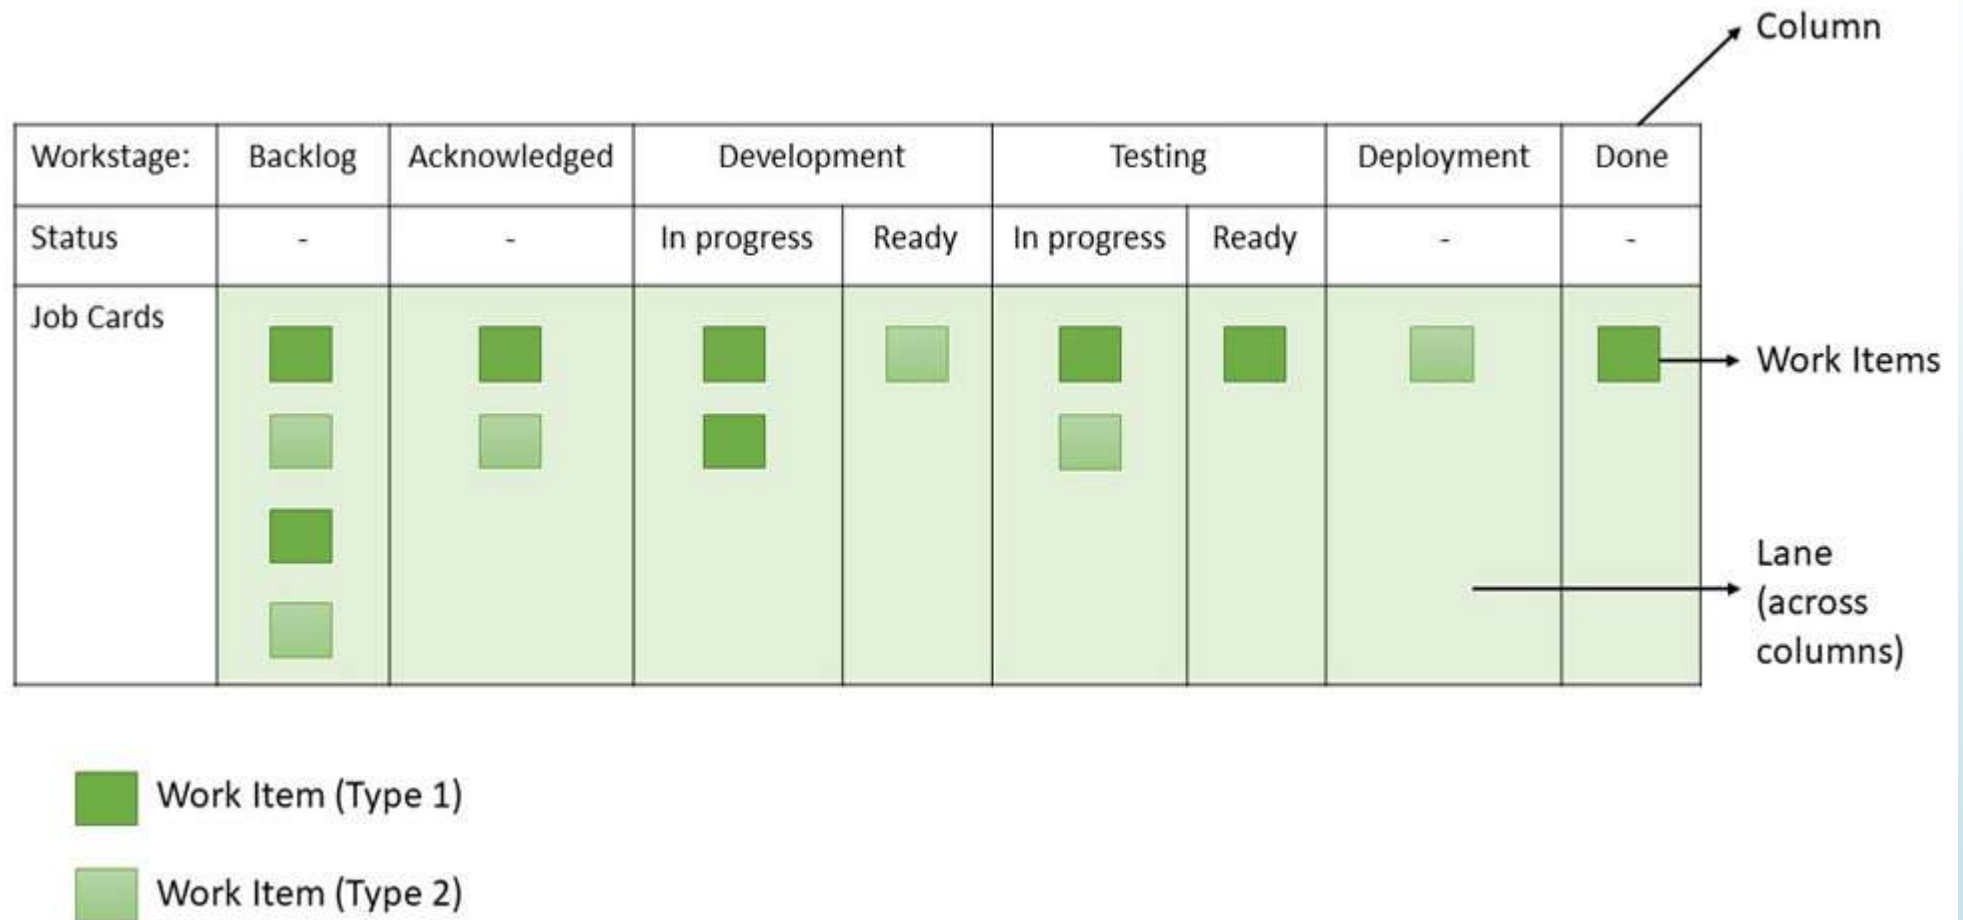 Column
Workstage: Backlog Acknowledged Development Testing Deployment Done
Status - - In progress Ready In progress Ready - -
Job Cards
Work Items
Lane
(across
columns)
Work Item (Type 1)
Work Item (Type 2)